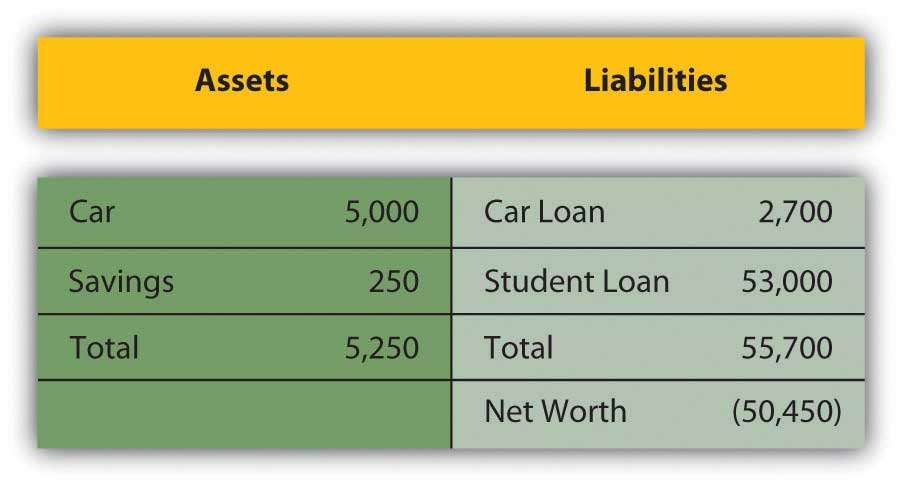 Assets Liabilities
Car 5,000 Car Loan 2,700
Savings 250 Student Loan 53,000
Total 5,250 Total 55,700
Net Worth (50,450)